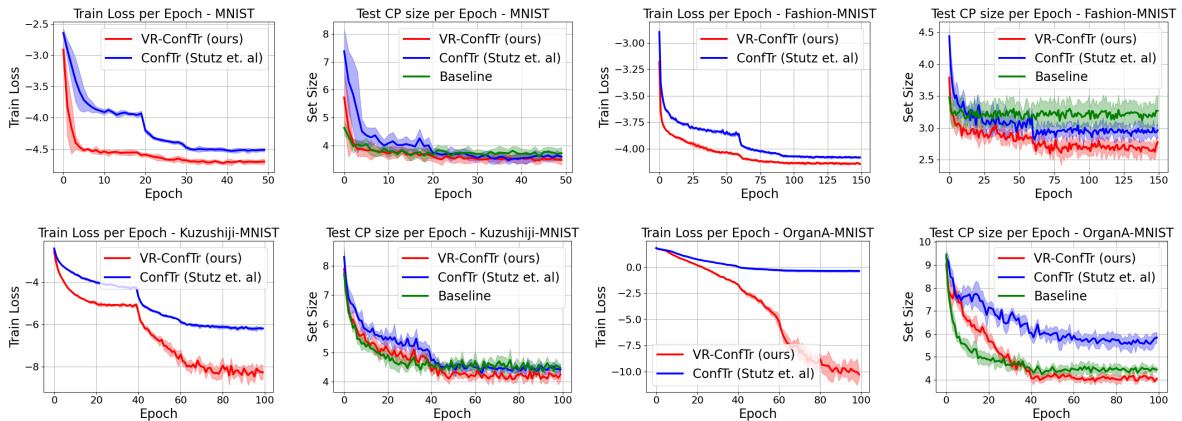 Train Loss per Epoch - MNIST
Train Loss
−2.5
−3.0
−3.5
−4.0
−4.5
VR-ConfTr (ours)
ConfTr (Stutz et. al)
0 10 20 30 40 50
Epoch
Test CP size per Epoch - MNIST
Set Size
8
7
6
5
4
VR-ConfTr (ours)
ConfTr (Stutz et. al)
Baseline
0 10 20 30 40 50
Epoch
Train Loss per Epoch - Fashion-MNIST
Train Loss
−3.00
−3.25
−3.50
−3.75
−4.00
VR-ConfTr (ours)
ConfTr (Stutz et. al)
0 25 50 75 100 125 150
Epoch
Test CP size per Epoch - Fashion-MNIST
Set Size
4.5
4.0
3.5
3.0
2.5
VR-ConfTr (ours)
ConfTr (Stutz et. al)
Baseline
0 25 50 75 100 125 150
Epoch
Train Loss per Epoch - Kuzushiji-MNIST
Train Loss
−4
−6
−8
VR-ConfTr (ours)
ConfTr (Stutz et. al)
0 20 40 60 80 100
Epoch
Test CP size per Epoch - Kuzushiji-MNIST
Set Size
8
7
6
5
4
VR-ConfTr (ours)
ConfTr (Stutz et. al)
Baseline
0 20 40 60 80 100
Epoch
Train Loss per Epoch - OrganA-MNIST
Train Loss
0.0
−2.5
−5.0
−7.5
−10.0
VR-ConfTr (ours)
ConfTr (Stutz et. al)
0 20 40 60 80 100
Epoch
Test CP size per Epoch - OrganA-MNIST
Set Size
10
9
8
7
6
5
4
VR-ConfTr (ours)
ConfTr (Stutz et. al)
Baseline
0 20 40 60 80 100
Epoch